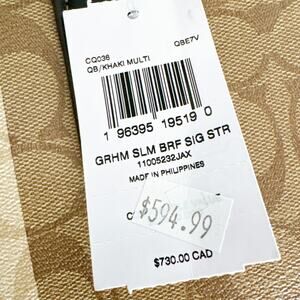 CQ036 QBE7V
QB/KHAKI MULTI
1 96395 19519 0
GRHM SLM BRF SIG STR
11005232JAX
MADE IN PHILIPPINES
$594.99
$730.00 CAD